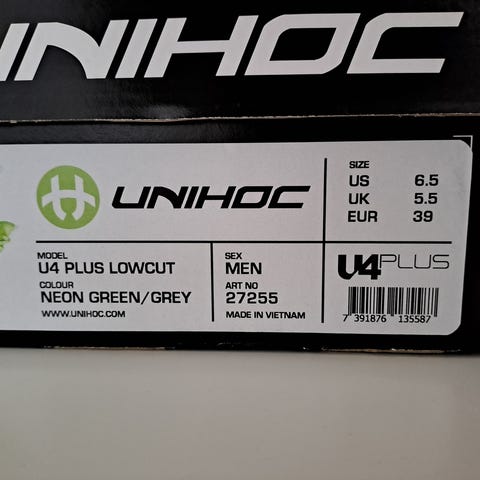 UNIHOC
UNIHOC
SIZE
US 6.5
UK 5.5
EUR 39
MODEL
U4 PLUS LOWCUT
COLOUR
NEON GREEN/GREY
WWW.UNIHOC.COM
SEX
MEN
ART NO
27255
MADE IN VIETNAM
U4PLUS
7 391876 135587